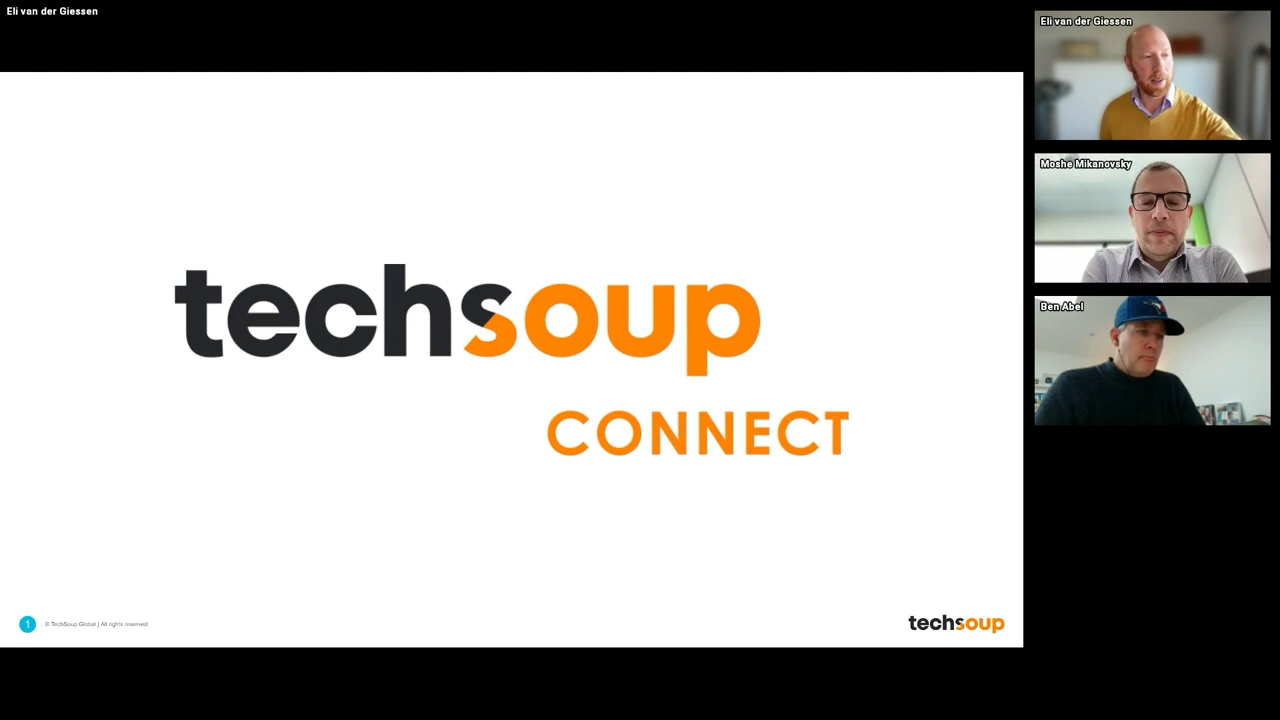 Eli van der Giessen
techsoup
CONNECT
1
© TechSoup Global | All rights reserved
techsoup
Eli van der Giessen
Moshe Mikanovsky
Ben Abel